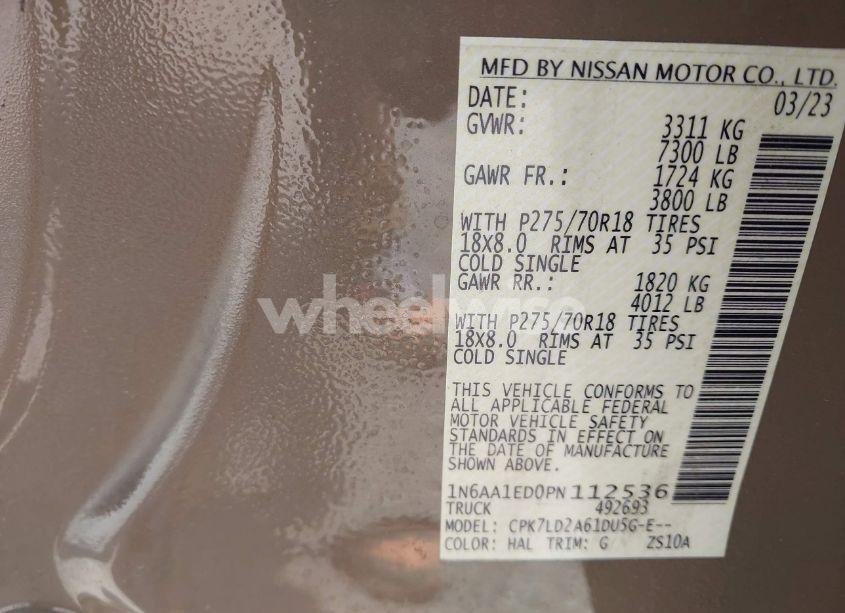 MFD BY NISSAN MOTOR CO., LTD.
DATE: 03/23
GVWR: 3311 KG
7300 LB
GAWR FR.: 1724 KG
3800 LB
WITH P275/70R18 TIRES
18X8.0 RIMS AT 35 PSI
COLD SINGLE
GAWR RR.: 1820 KG
4012 LB
WITH P275/70R18 TIRES
18X8.0 RIMS AT 35 PSI
COLD SINGLE
wheelwise
THIS VEHICLE CONFORMS TO
ALL APPLICABLE FEDERAL
MOTOR VEHICLE SAFETY
STANDARDS IN EFFECT ON
THE DATE OF MANUFACTURE
SHOWN ABOVE.
1N6AA1ED0PN112536
TRUCK 492693
MODEL: CPK7LD2A61DU5G-E--
COLOR: HAL TRIM: G ZS10A